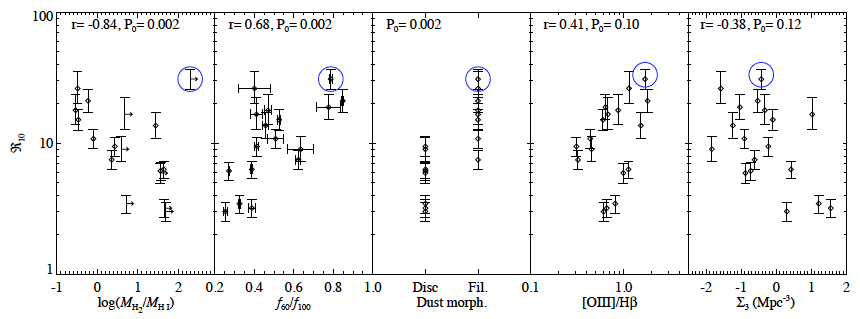 r= -0.84, P₀= 0.002
r= 0.68, P₀= 0.002
P₀= 0.002
r= 0.41, P₀= 0.10
r= -0.38, P₀= 0.12
100
10
1
ℜ₁₀
-1 0 1 2
0.2 0.4 0.6 0.8 1.0
Disc Fil.
0.1 1.0
-2 -1 0 1 2
log(M_H₂/M_H I)
f₆₀/f₁₀₀
Dust morph.
[OIII]/Hβ
Σ₃ (Mpc⁻³)